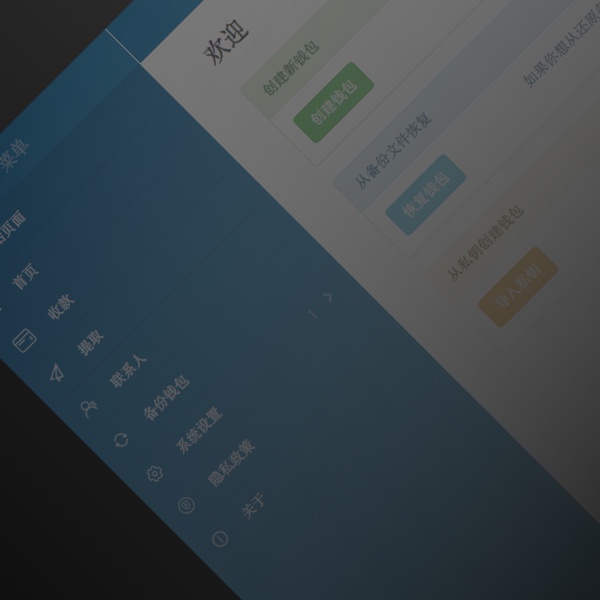 菜单
页面
首页
收款
提取
联系人
备份钱包
系统设置
隐私政策
关于
欢迎
创建新钱包
创建钱包
从备份文件恢复
如果你想从还原
恢复钱包
从私钥创建钱包
导入私钥